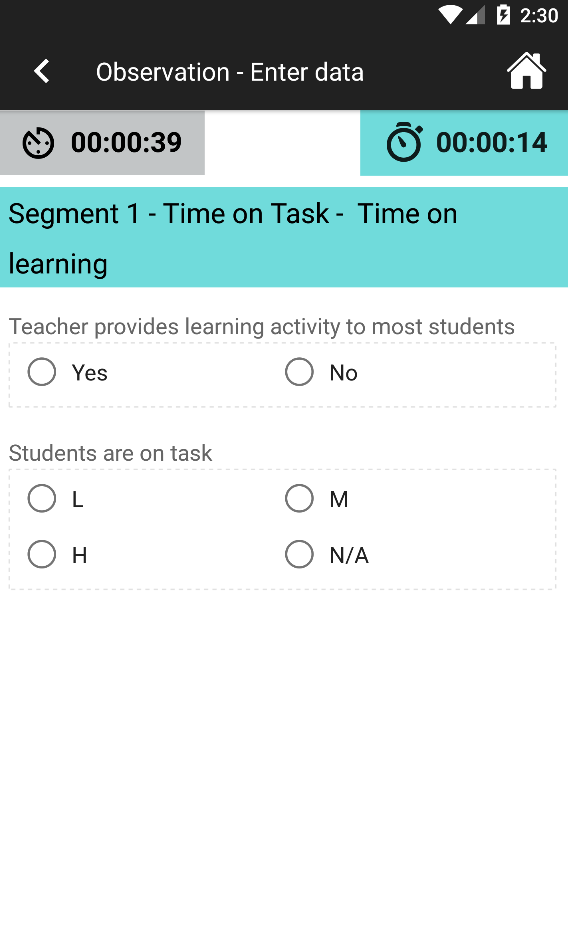 2:30
Observation - Enter data
00:00:39
00:00:14
Segment 1 - Time on Task -  Time on
learning
Teacher provides learning activity to most students
Yes
No
Students are on task
L
M
H
N/A